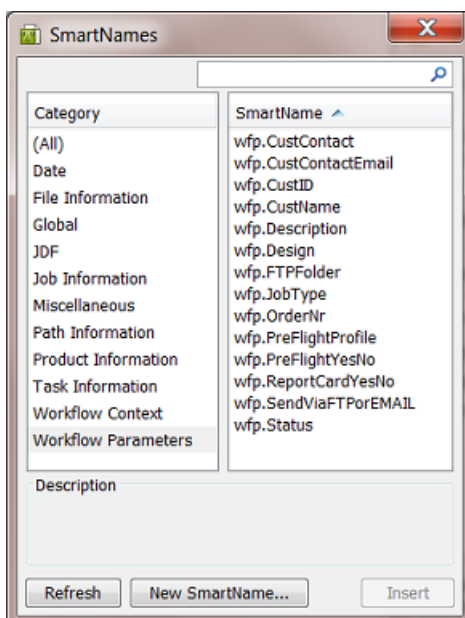 SmartNames
Category
(All)
Date
File Information
Global
JDF
Job Information
Miscellaneous
Path Information
Product Information
Task Information
Workflow Context
Workflow Parameters
SmartName
wfp.CustContact
wfp.CustContactEmail
wfp.CustID
wfp.CustName
wfp.Description
wfp.Design
wfp.FTPFolder
wfp.JobType
wfp.OrderNr
wfp.PreFlightProfile
wfp.PreFlightYesNo
wfp.ReportCardYesNo
wfp.SendViaFTPorEMAIL
wfp.Status
Description
Refresh
New SmartName...
Insert